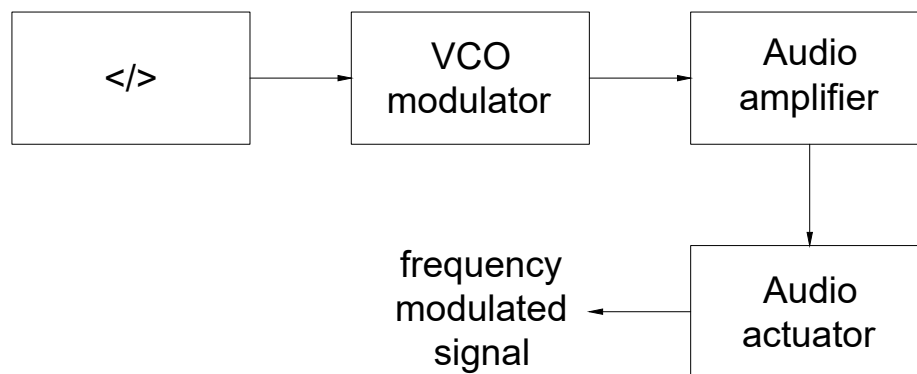 </>
VCO
modulator
Audio
amplifier
Audio
actuator
frequency
modulated
signal